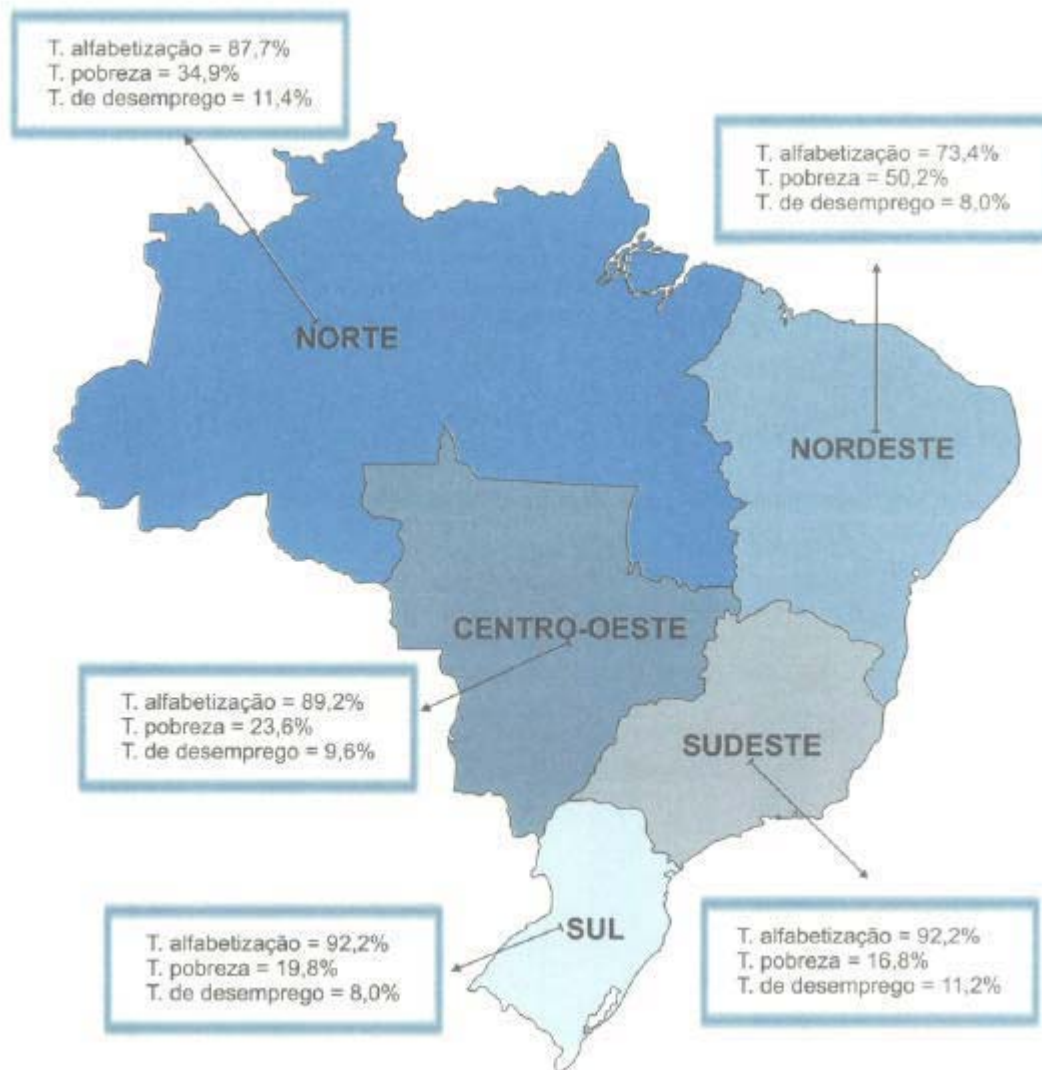 T. alfabetização = 87,7%
T. pobreza = 34,9%
T. de desemprego = 11,4%
T. alfabetização = 73,4%
T. pobreza = 50,2%
T. de desemprego = 8,0%
NORTE
NORDESTE
CENTRO-OESTE
T. alfabetização = 89,2%
T. pobreza = 23,6%
T. de desemprego = 9,6%
SUDESTE
SUL
T. alfabetização = 92,2%
T. pobreza = 19,8%
T. de desemprego = 8,0%
T. alfabetização = 92,2%
T. pobreza = 16,8%
T. de desemprego = 11,2%